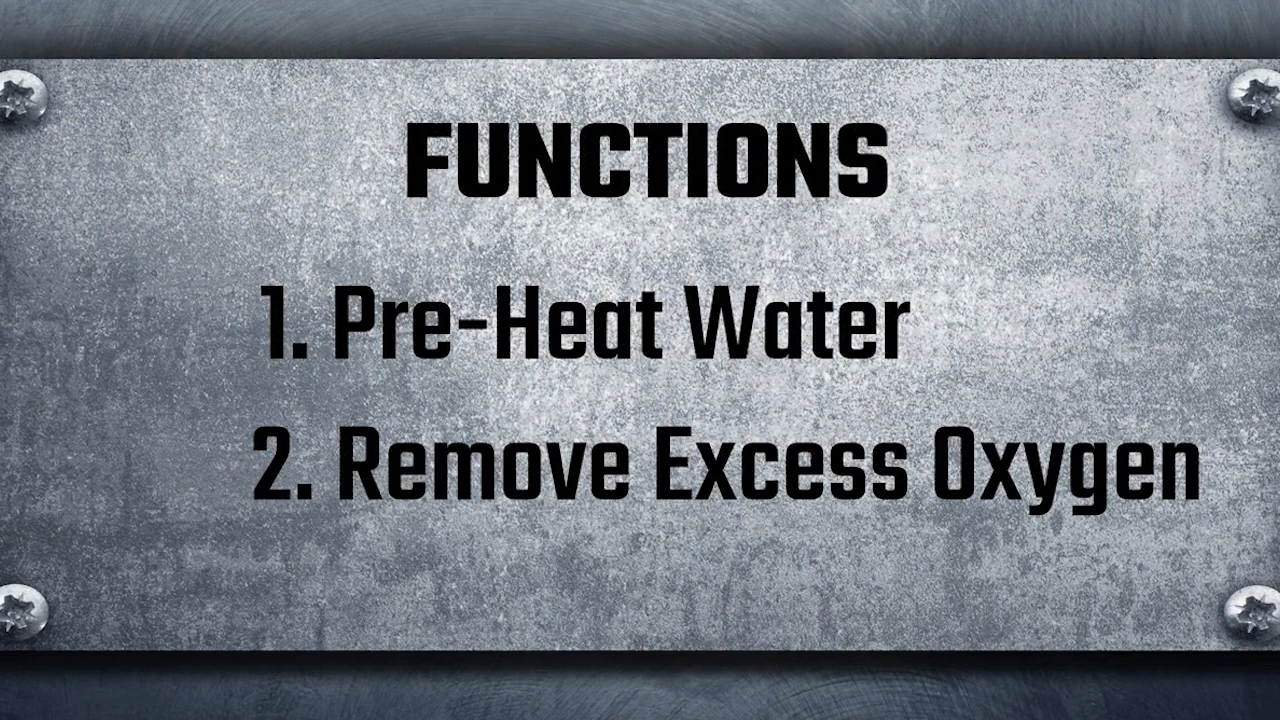 FUNCTIONS
1. Pre-Heat Water
2. Remove Excess Oxygen